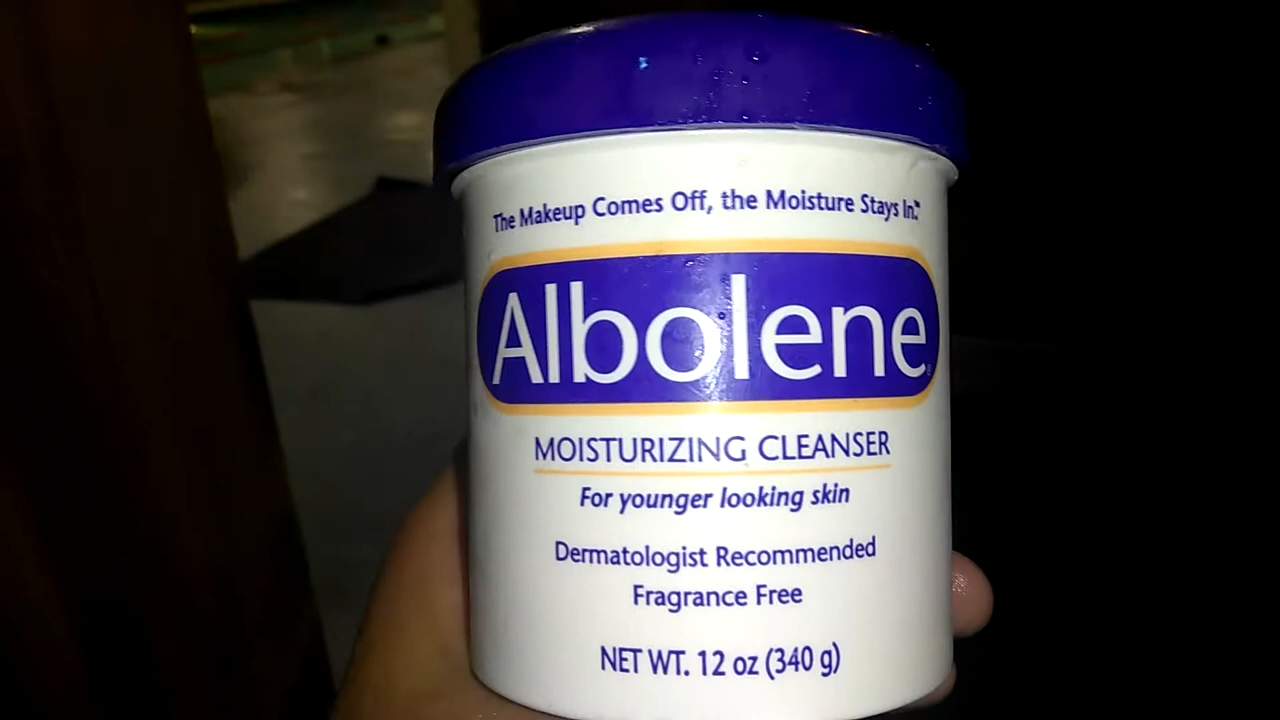 The Makeup Comes Off, the Moisture Stays In.™
Albolene®
MOISTURIZING CLEANSER
For younger looking skin
Dermatologist Recommended
Fragrance Free
NET WT. 12 oz (340 g)